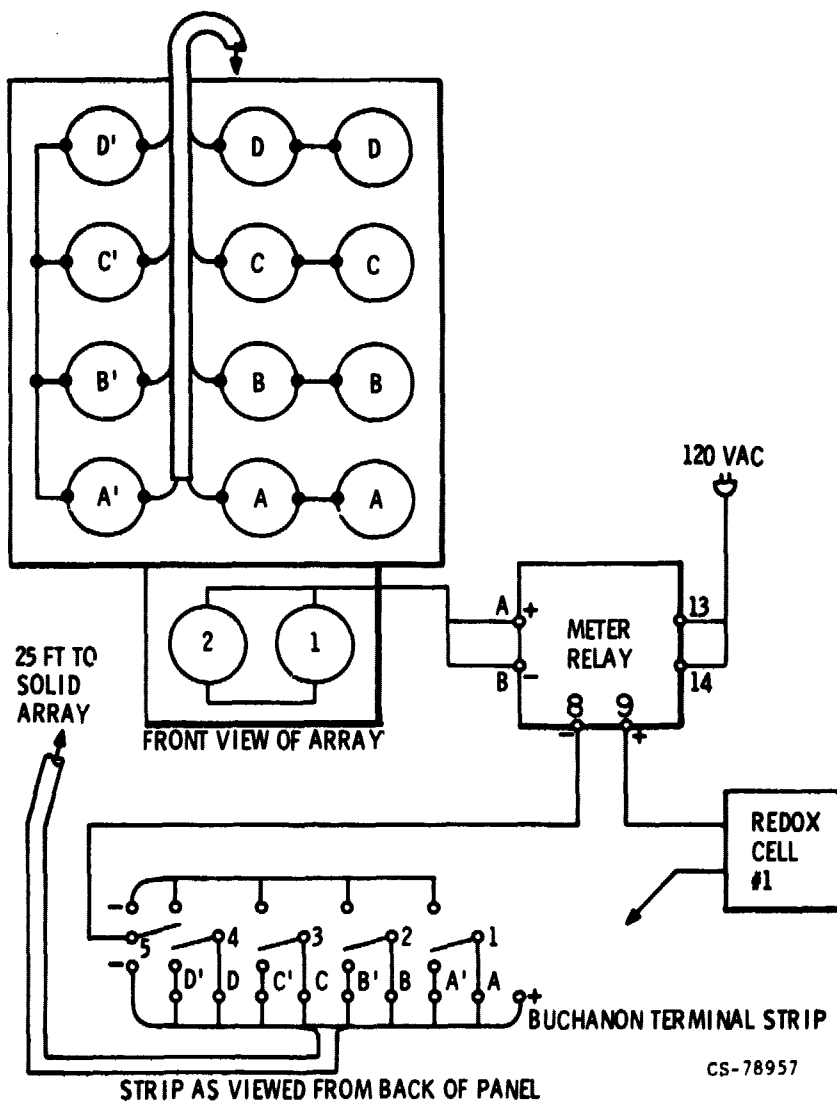 D' D D
C' C C
B' B B
A' A A
120 VAC
2 1
A + METER RELAY 13
B - 14
8 9
- +
25 FT TO
SOLID
ARRAY
FRONT VIEW OF ARRAY
REDOX
CELL
#1
-
5 4 3 2 1
-
D' D C' C B' B A' A +
BUCHANON TERMINAL STRIP
STRIP AS VIEWED FROM BACK OF PANEL
CS-78957